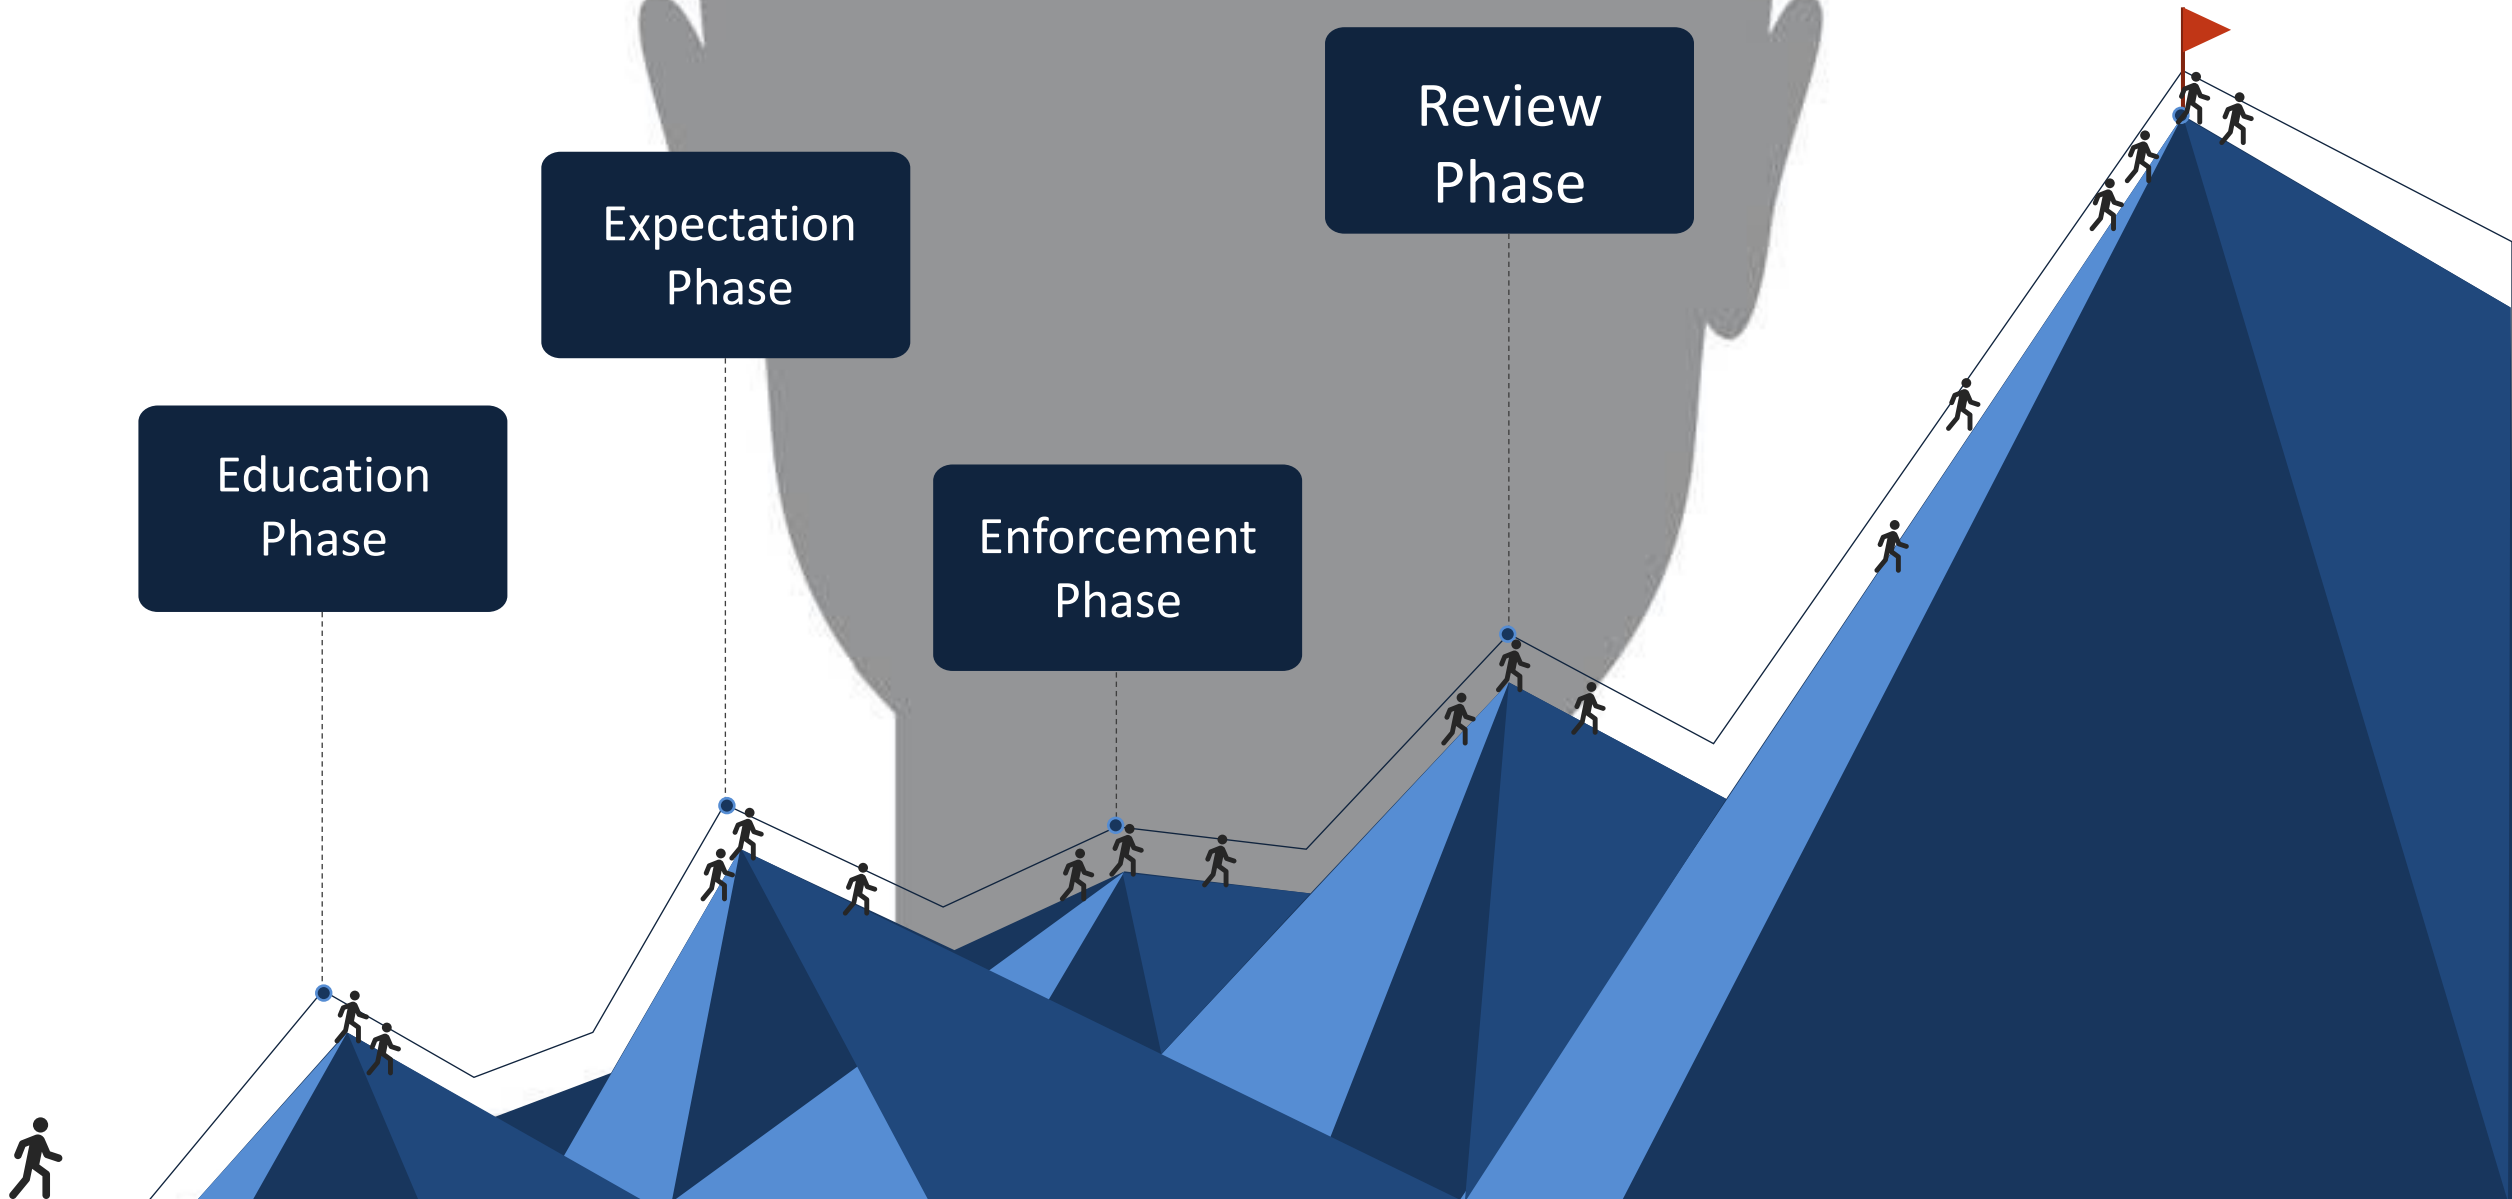 Education
Phase
Expectation
Phase
Enforcement
Phase
Review
Phase